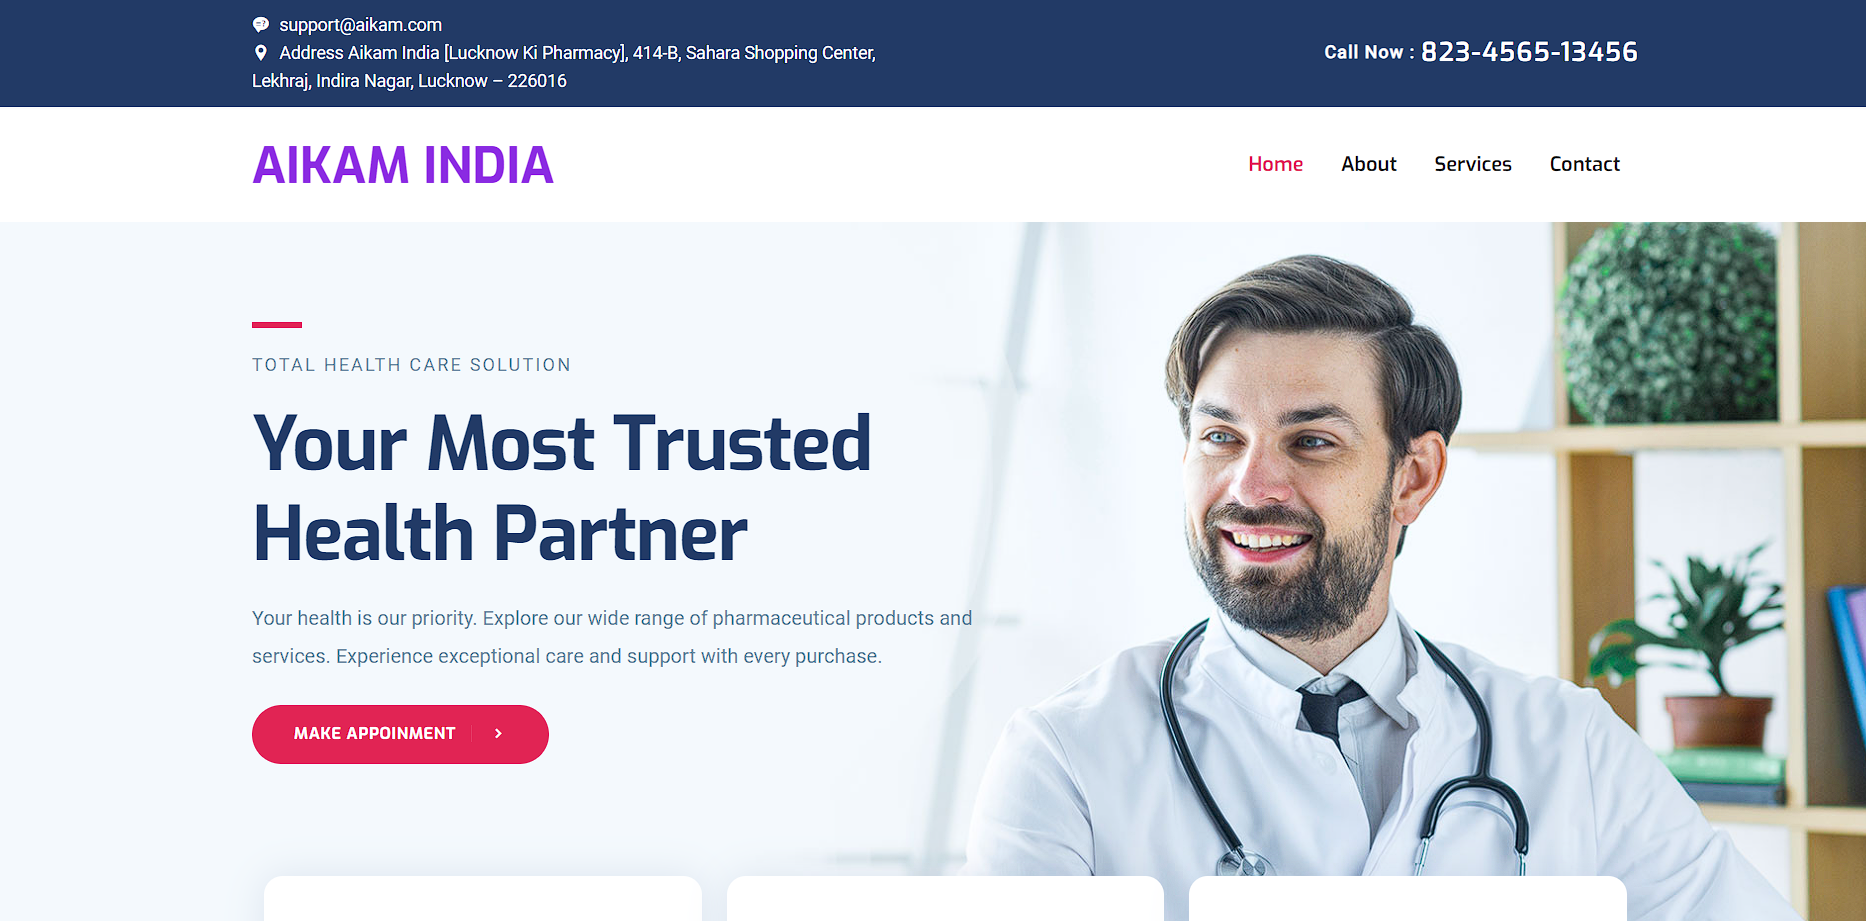 support@aikam.com
Address Aikam India [Lucknow Ki Pharmacy], 414-B, Sahara Shopping Center,
Lekhraj, Indira Nagar, Lucknow – 226016
Call Now : 823-4565-13456
AIKAM INDIA
Home About Services Contact
TOTAL HEALTH CARE SOLUTION
Your Most Trusted
Health Partner
Your health is our priority. Explore our wide range of pharmaceutical products and
services. Experience exceptional care and support with every purchase.
MAKE APPOINMENT